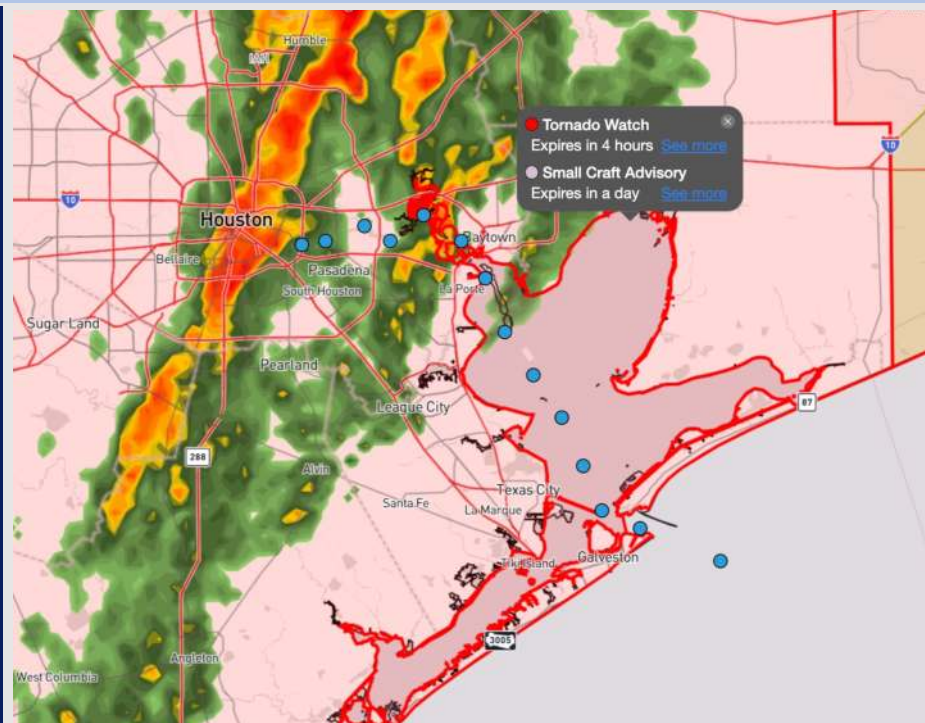 Humble
IAH
Tornado Watch
Expires in 4 hours See more
Small Craft Advisory
Expires in a day See more
10
10
Houston
Baytown
Bellaire
Pasadena
La Porte
South Houston
Sugar Land
Pearland
87
League City
288
Alvin
Texas City
Santa Fe
La Marque
Galveston
Tiki Island
3005
Angleton
West Columbia